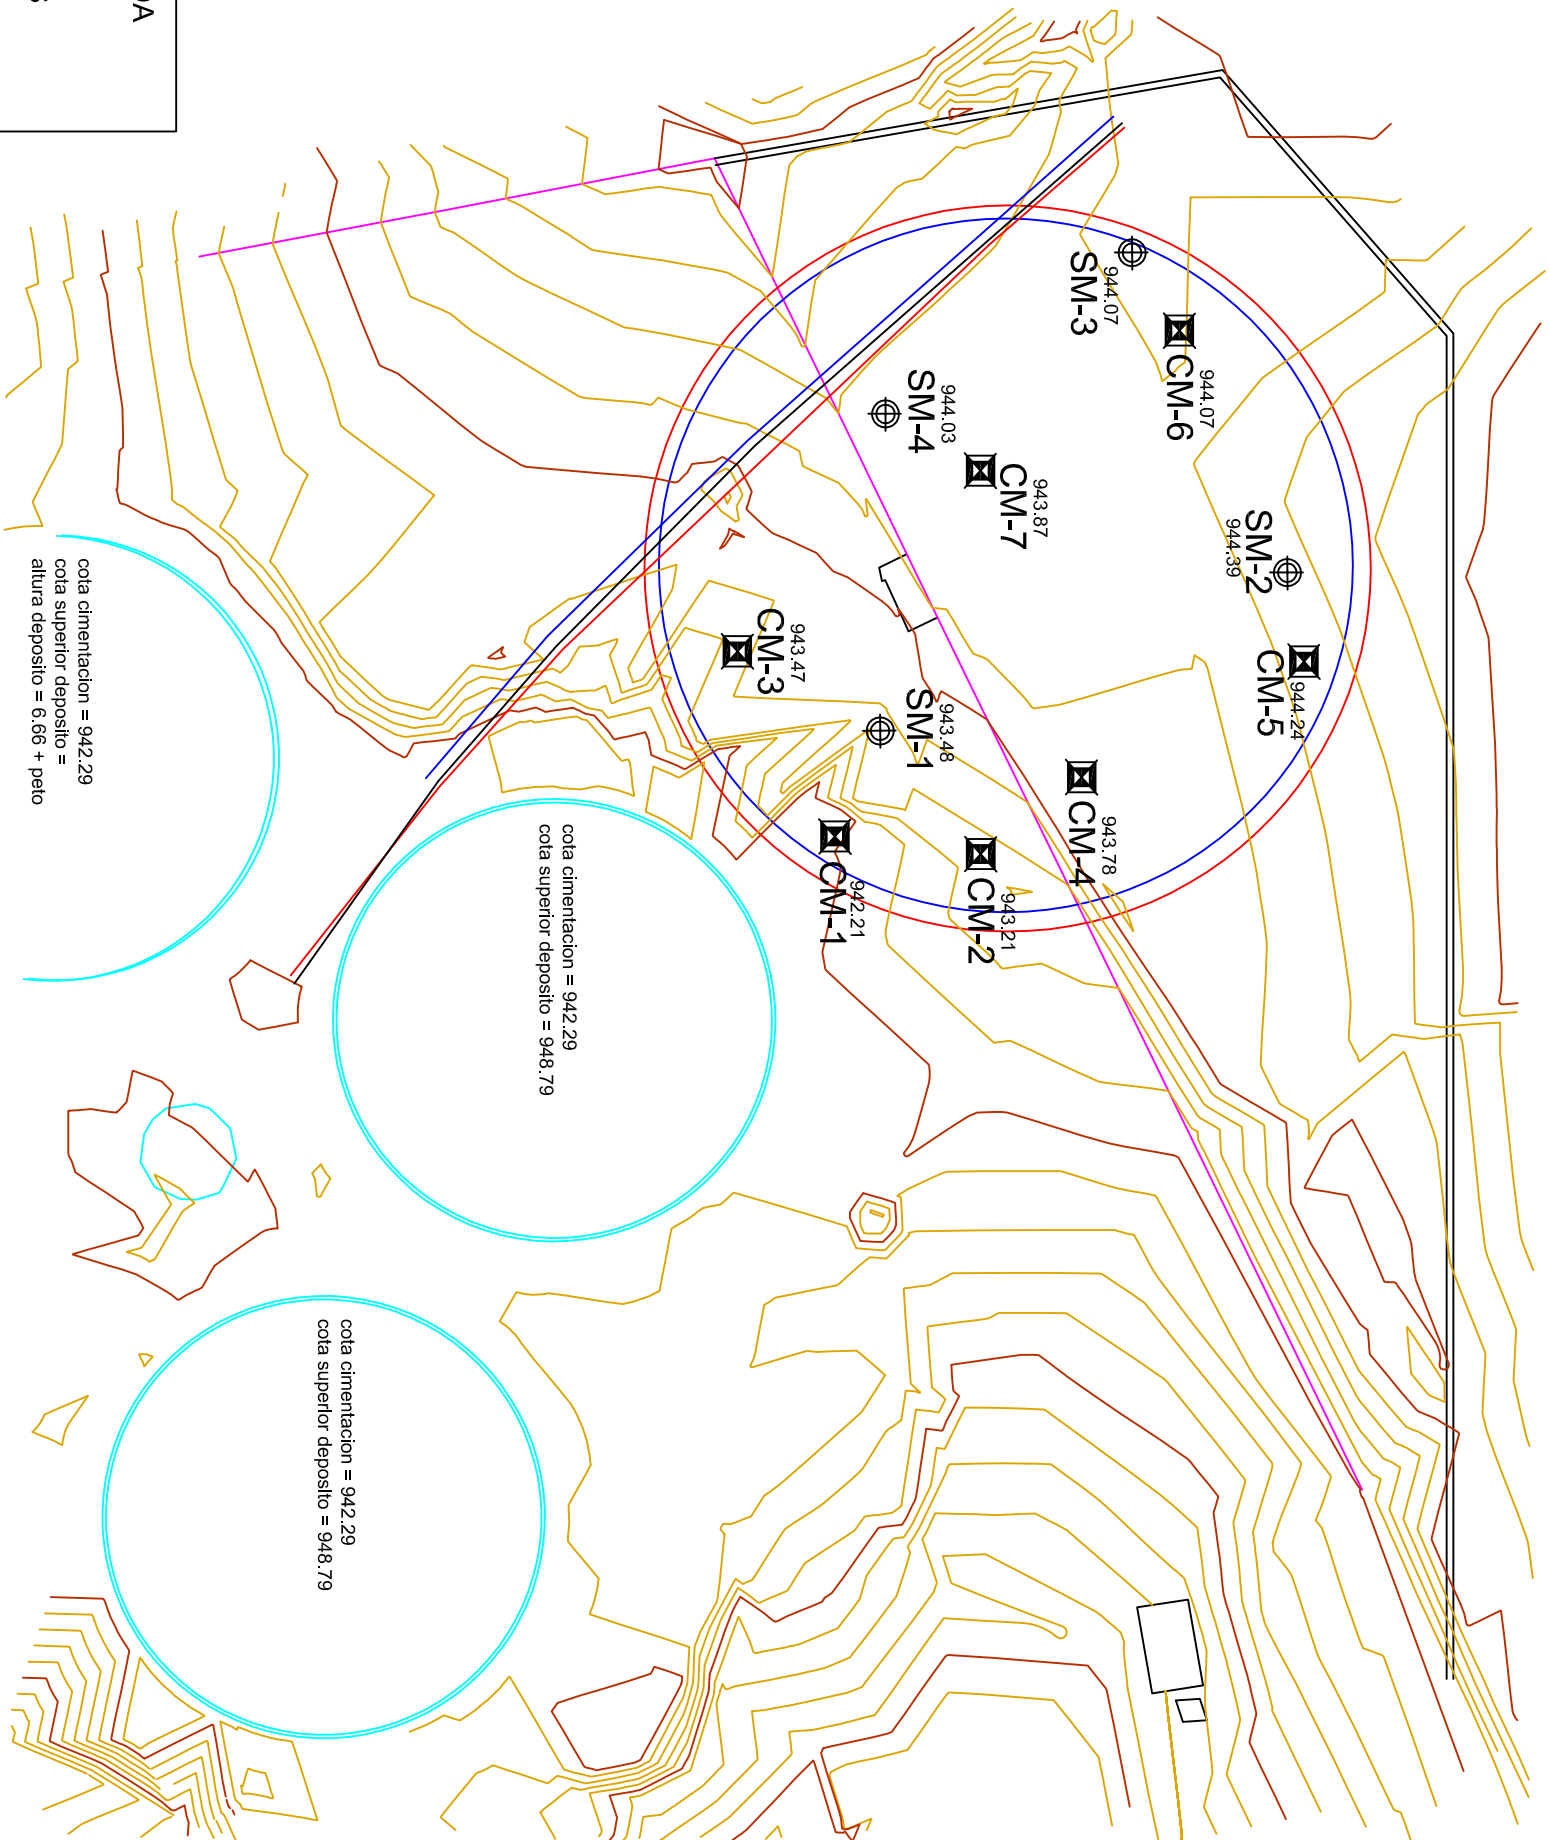 SM-3
944.07
CM-6
944.07
SM-4
944.03
CM-7
943.87
SM-2
944.39
CM-5
944.24
CM-3
943.47
SM-1
943.48
CM-4
943.78
CM-1
942.21
CM-2
943.21
cota cimentacion = 942.29
cota superior deposito =
altura deposito = 6.66 + peto
cota cimentacion = 942.29
cota superior deposito = 948.79
cota cimentacion = 942.29
cota superior deposito = 948.79